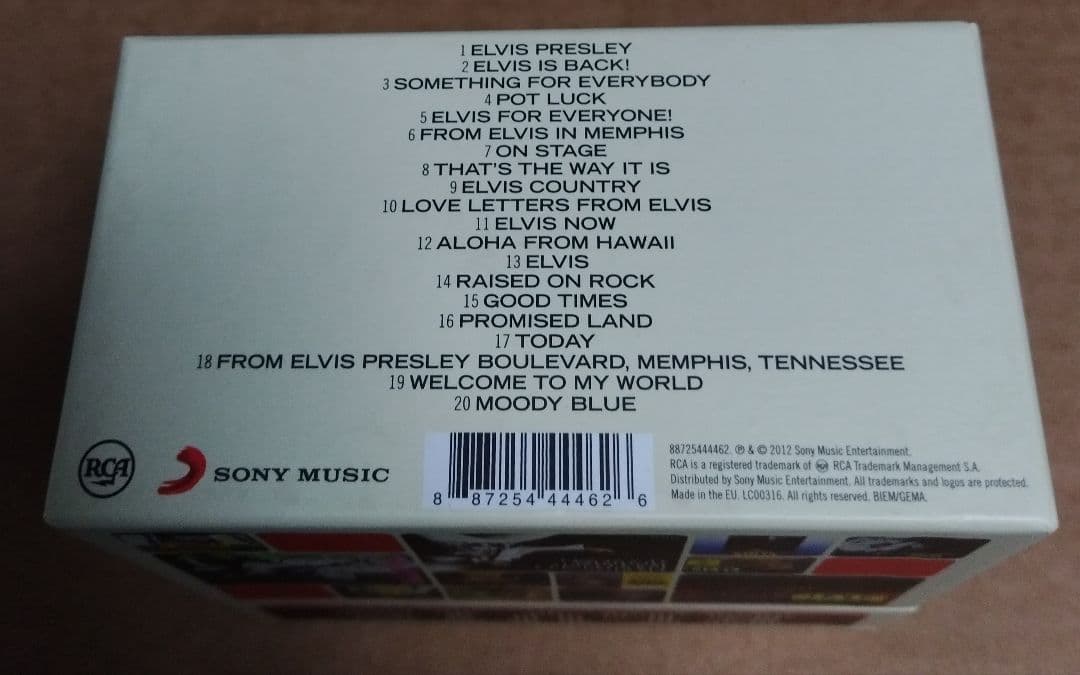 1 ELVIS PRESLEY
2 ELVIS IS BACK!
3 SOMETHING FOR EVERYBODY
4 POT LUCK
5 ELVIS FOR EVERYONE!
6 FROM ELVIS IN MEMPHIS
7 ON STAGE
8 THAT'S THE WAY IT IS
9 ELVIS COUNTRY
10 LOVE LETTERS FROM ELVIS
11 ELVIS NOW
12 ALOHA FROM HAWAII
13 ELVIS
14 RAISED ON ROCK
15 GOOD TIMES
16 PROMISED LAND
17 TODAY
18 FROM ELVIS PRESLEY BOULEVARD, MEMPHIS, TENNESSEE
19 WELCOME TO MY WORLD
20 MOODY BLUE
RCA
SONY MUSIC
8 87254 44462 6
88725444462. ℗ & © 2012 Sony Music Entertainment.
RCA is a registered trademark of RCA Trademark Management S.A.
Distributed by Sony Music Entertainment. All trademarks and logos are protected.
Made in the EU. LC00316. All rights reserved. BIEM/GEMA.